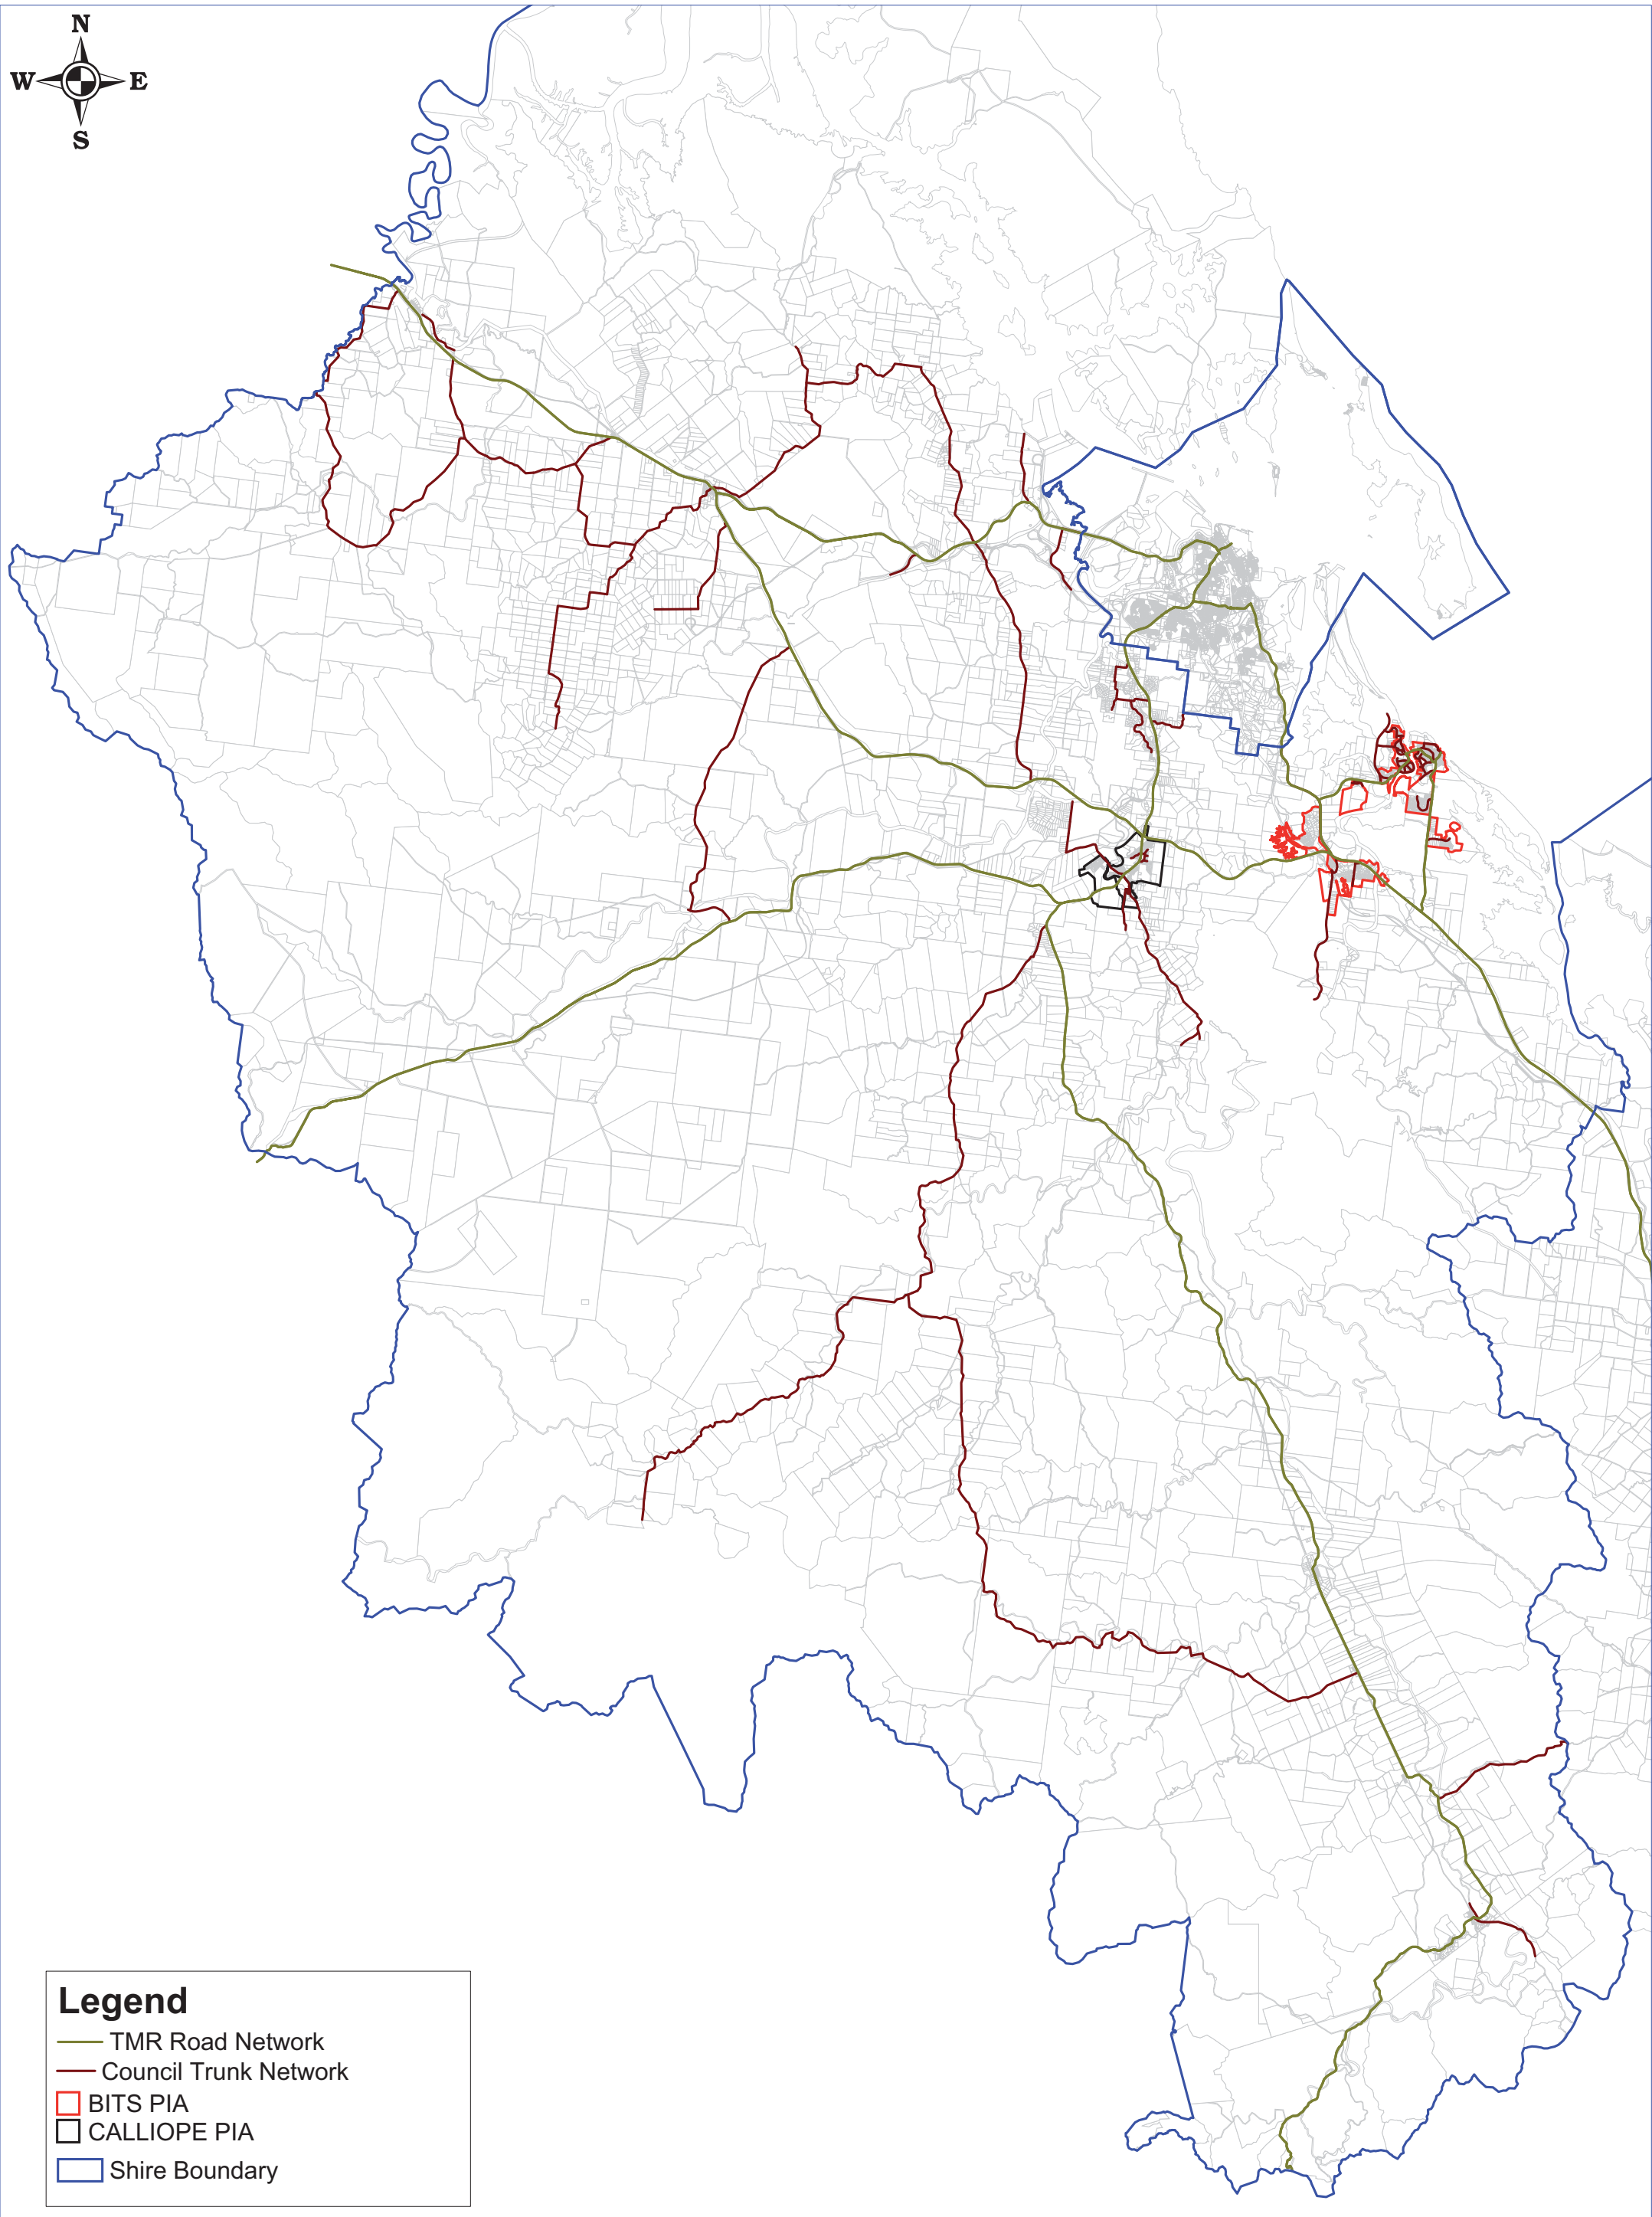 N
W E
S
Legend
TMR Road Network
Council Trunk Network
BITS PIA
CALLIOPE PIA
Shire Boundary